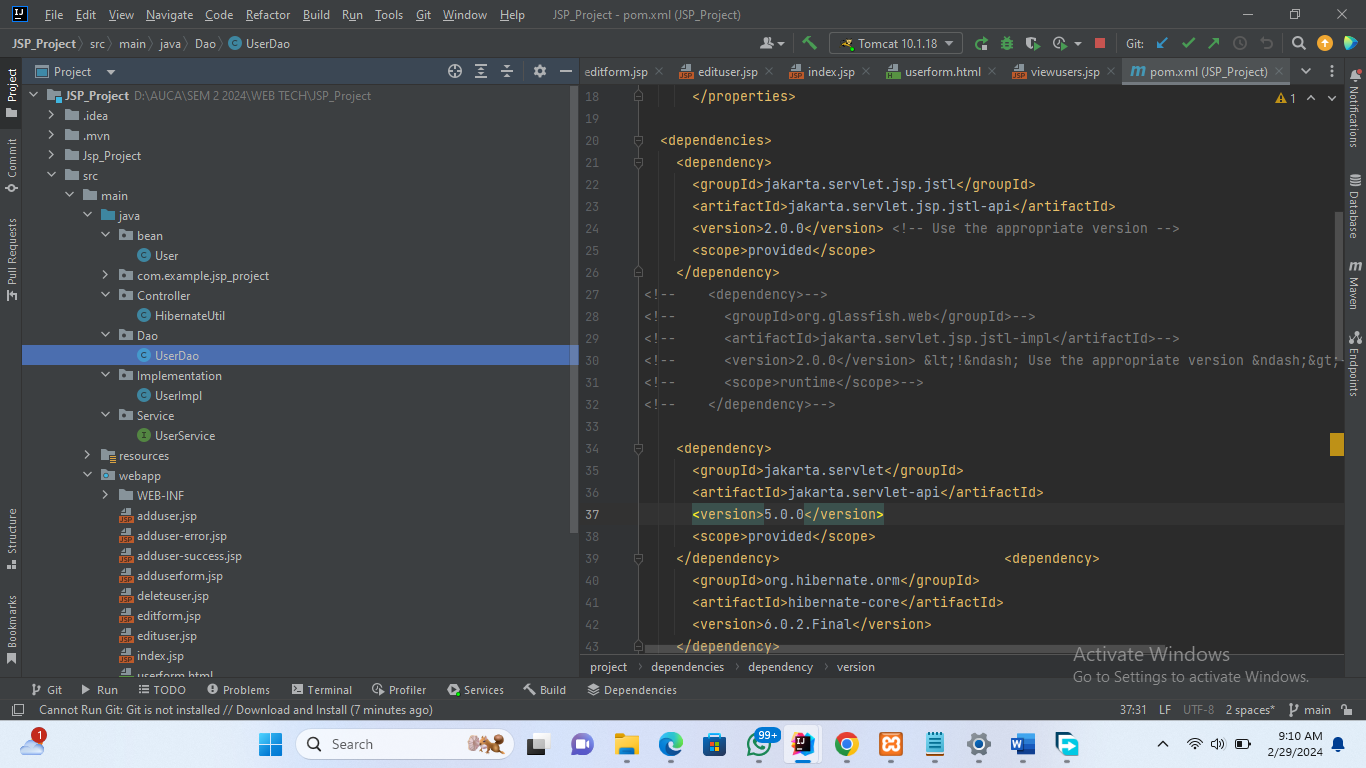 File Edit View Navigate Code Refactor Build Run Tools Git Window Help JSP_Project - pom.xml (JSP_Project)
JSP_Project src main java Dao UserDao Tomcat 10.1.18 Git:
Project
editform.jsp edituser.jsp index.jsp userform.html viewusers.jsp pom.xml (JSP_Project)
Project
Commit
Pull Requests
Structure
Bookmarks
JSP_Project D:\AUCA\SEM 2 2024\WEB TECH\JSP_Project
.idea
.mvn
Jsp_Project
src
main
java
bean
User
com.example.jsp_project
Controller
HibernateUtil
Dao
UserDao
Implementation
UserImpl
Service
UserService
resources
webapp
WEB-INF
adduser.jsp
adduser-error.jsp
adduser-success.jsp
adduserform.jsp
deleteuser.jsp
editform.jsp
edituser.jsp
index.jsp
userform.html
18 </properties>
1
19
20 <dependencies>
21 <dependency>
22 <groupId>jakarta.servlet.jsp.jstl</groupId>
23 <artifactId>jakarta.servlet.jsp.jstl-api</artifactId>
24 <version>2.0.0</version> <!-- Use the appropriate version -->
25 <scope>provided</scope>
26 </dependency>
27 <!-- <dependency>-->
28 <!-- <groupId>org.glassfish.web</groupId>-->
29 <!-- <artifactId>jakarta.servlet.jsp.jstl-impl</artifactId>-->
30 <!-- <version>2.0.0</version> &lt;!&ndash; Use the appropriate version &ndash;&gt;-
31 <!-- <scope>runtime</scope>-->
32 <!-- </dependency>-->
33
34 <dependency>
35 <groupId>jakarta.servlet</groupId>
36 <artifactId>jakarta.servlet-api</artifactId>
37 <version>5.0.0</version>
38 <scope>provided</scope>
39 </dependency> <dependency>
40 <groupId>org.hibernate.orm</groupId>
41 <artifactId>hibernate-core</artifactId>
42 <version>6.0.2.Final</version>
43 </dependency>
Notifications
Database
Maven
Endpoints
project dependencies dependency version
Activate Windows
Go to Settings to activate Windows.
Git Run TODO Problems Terminal Profiler Services Build Dependencies
Cannot Run Git: Git is not installed // Download and Install (7 minutes ago) 37:31 LF UTF-8 2 spaces* main
1
Search
99+
9:10 AM
2/29/2024